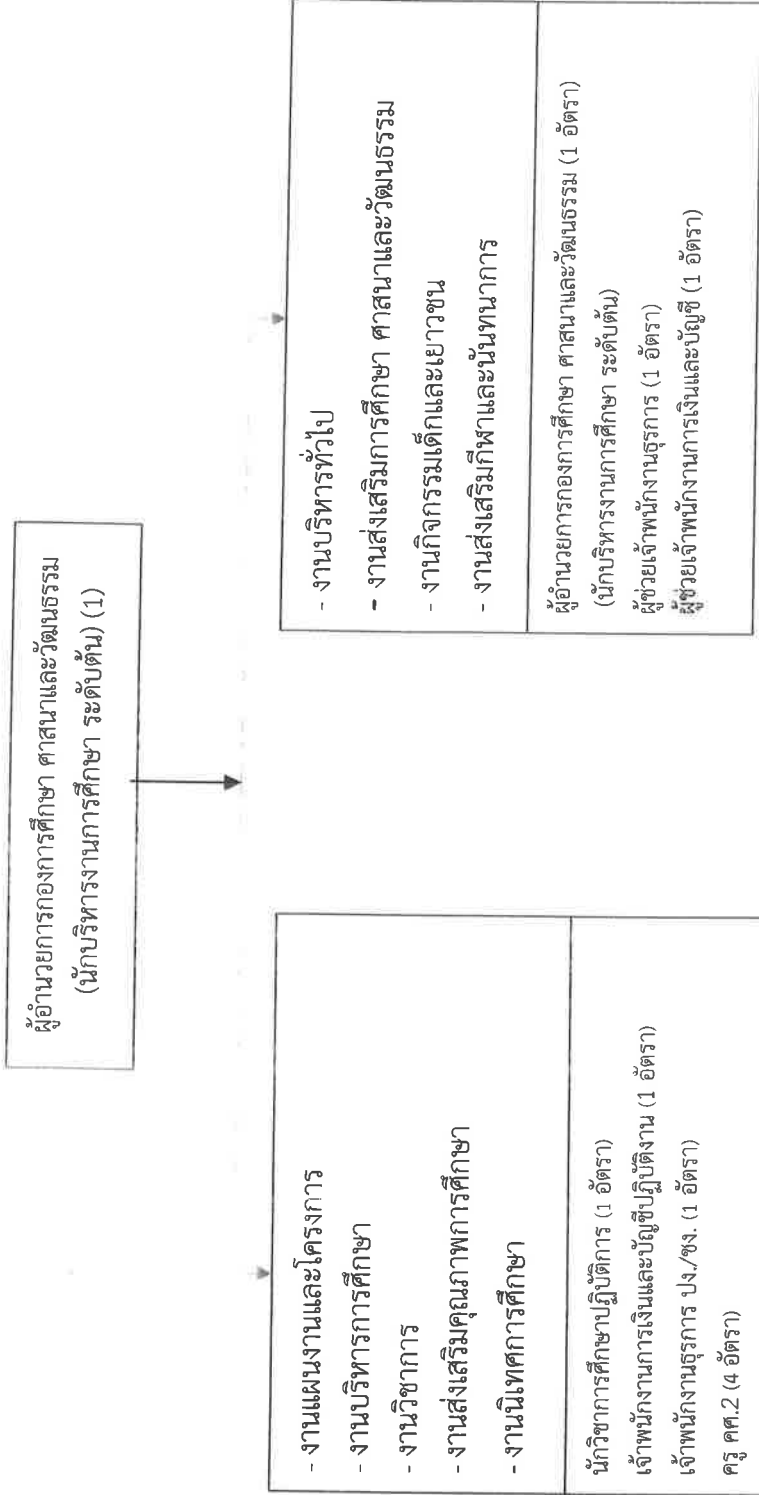 ผู้อำนวยการกองการศึกษา ศาสนาและวัฒนธรรม
(นักบริหารงานการศึกษา ระดับต้น) (1)
- งานแผนงานและโครงการ
- งานบริหารการศึกษา
- งานวิชาการ
- งานส่งเสริมคุณภาพการศึกษา
- งานนิเทศการศึกษา
นักวิชาการศึกษาปฏิบัติการ (1 อัตรา)
เจ้าพนักงานการเงินและบัญชีปฏิบัติงาน (1 อัตรา)
เจ้าพนักงานธุรการ ปง./ชง. (1 อัตรา)
ครู คศ.2 (4 อัตรา)
- งานบริหารทั่วไป
- งานส่งเสริมการศึกษา ศาสนาและวัฒนธรรม
- งานกิจกรรมเด็กและเยาวชน
- งานส่งเสริมกีฬาและนันทนาการ
ผู้อำนวยการกองการศึกษา ศาสนาและวัฒนธรรม (1 อัตรา)
(นักบริหารงานการศึกษา ระดับต้น)
ผู้ช่วยเจ้าพนักงานธุรการ (1 อัตรา)
ผู้ช่วยเจ้าพนักงานการเงินและบัญชี (1 อัตรา)